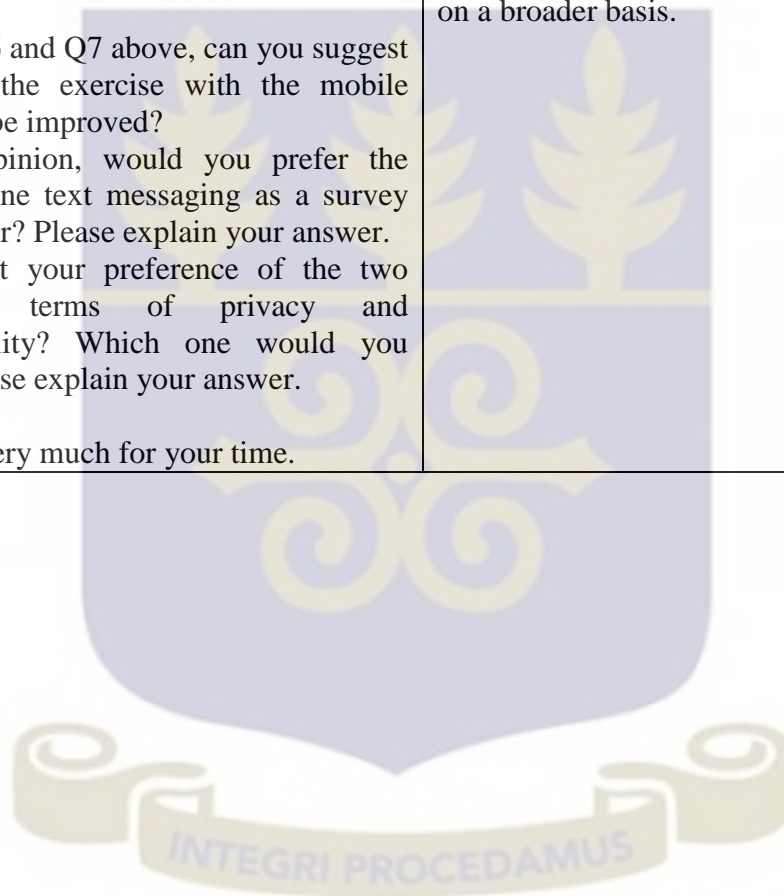 on a broader basis.
and Q7 above, can you suggest
the exercise with the mobile
be improved?
pinion, would you prefer the
ne text messaging as a survey
r? Please explain your answer.
t your preference of the two
terms of privacy and
lity? Which one would you
se explain your answer.
ery much for your time.
INTEGRI PROCEDAMUS